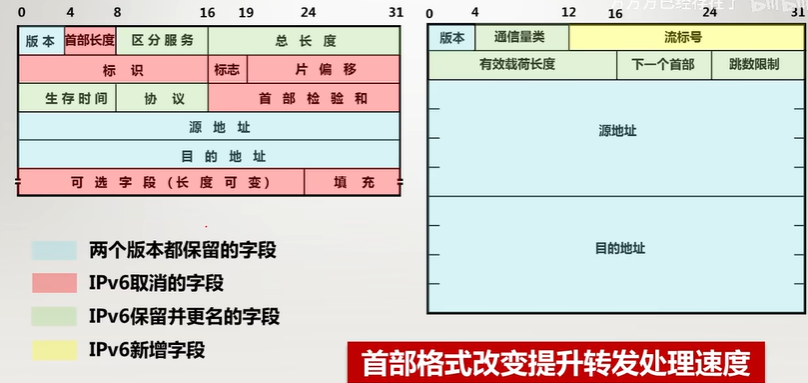 0 4 8 16 19 24 31
版本 首部长度 区分服务 总长度
标识 标志 片偏移
生存时间 协议 首部检验和
源地址
目的地址
可选字段(长度可变) 填充
0 4 12 16 24 31
版本 通信量类 流标号
有效载荷长度 下一个首部 跳数限制
源地址
目的地址
两个版本都保留的字段
IPv6取消的字段
IPv6保留并更名的字段
IPv6新增字段
首部格式改变提升转发处理速度